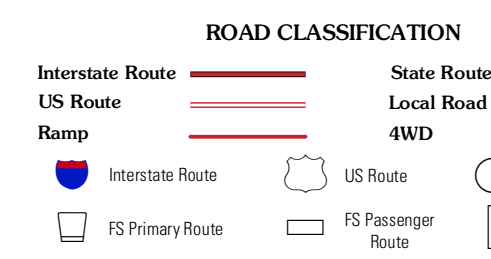 ROAD CLASSIFICATION
Interstate Route State Route
US Route Local Road
Ramp 4WD
Interstate Route US Route
FS Primary Route FS Passenger
Route